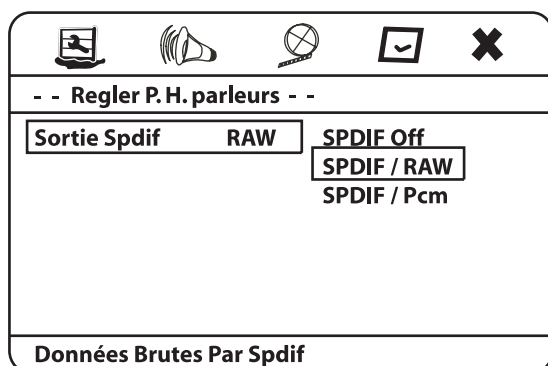 - - Regler P. H. parleurs - -
Sortie Spdif RAW
SPDIF Off
SPDIF / RAW
SPDIF / Pcm
Données Brutes Par Spdif